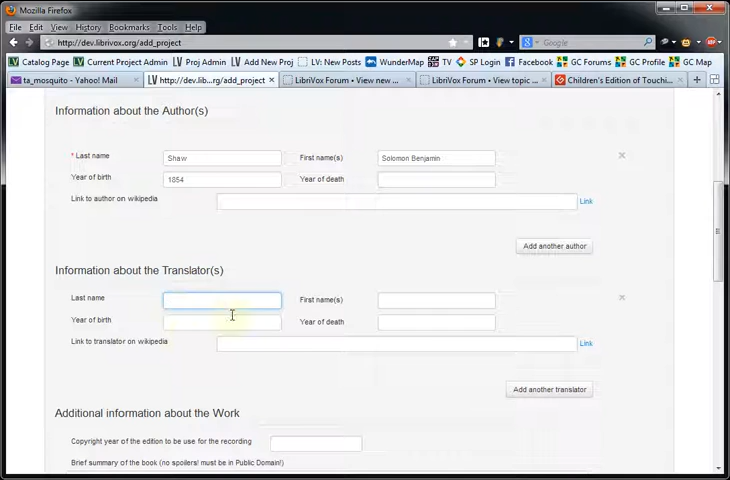 Mozilla Firefox
File Edit View History Bookmarks Tools Help
http://dev.librivox.org/add_project
Google
Catalog Page Current Project Admin Proj Admin Add New Proj LV: New Posts WunderMap TV SP Login Facebook GC Forums GC Profile GC Map
ta_mosquito - Yahoo! Mail http://dev.lib...rg/add_project LibriVox Forum • View new ... LibriVox Forum • View topic ... Children's Edition of Touchi...
Information about the Author(s)
* Last name Shaw First name(s) Solomon Benjamin
Year of birth 1854 Year of death
Link to author on wikipedia Link
Add another author
Information about the Translator(s)
Last name First name(s)
Year of birth Year of death
Link to translator on wikipedia Link
Add another translator
Additional information about the Work
Copyright year of the edition to be use for the recording
Brief summary of the book (no spoilers! must be in Public Domain!)